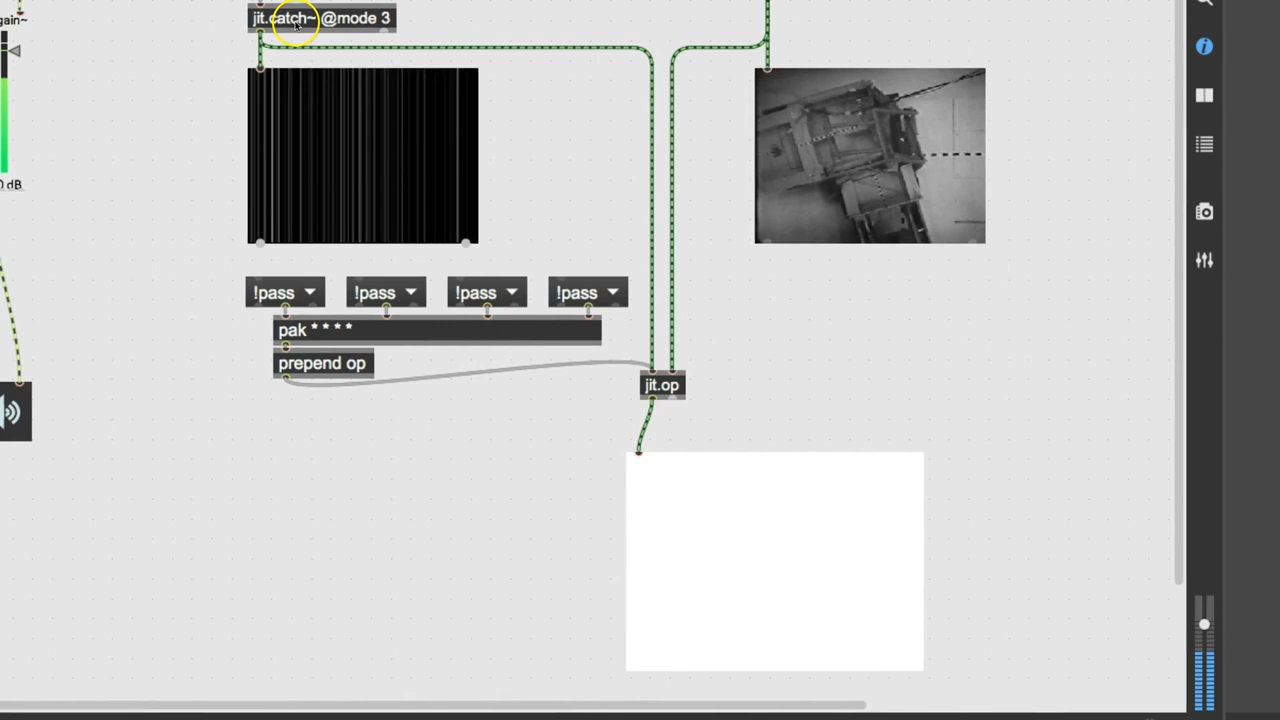 gain~
jit.catch~ @mode 3
0 dB
!pass
!pass
!pass
!pass
pak * * * *
prepend op
jit.op